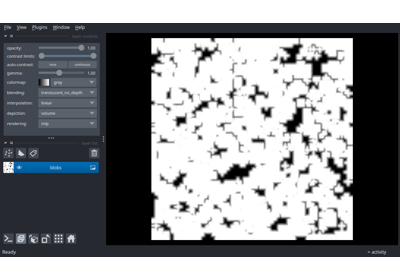 File View Plugins Window Help
opacity: 1.00
contrast limits:
auto-contrast: once continuous
gamma: 1.00
colormap: gray
blending: translucent_no_depth
interpolation: linear
depiction: volume
rendering: mip
blobs
Ready
activity